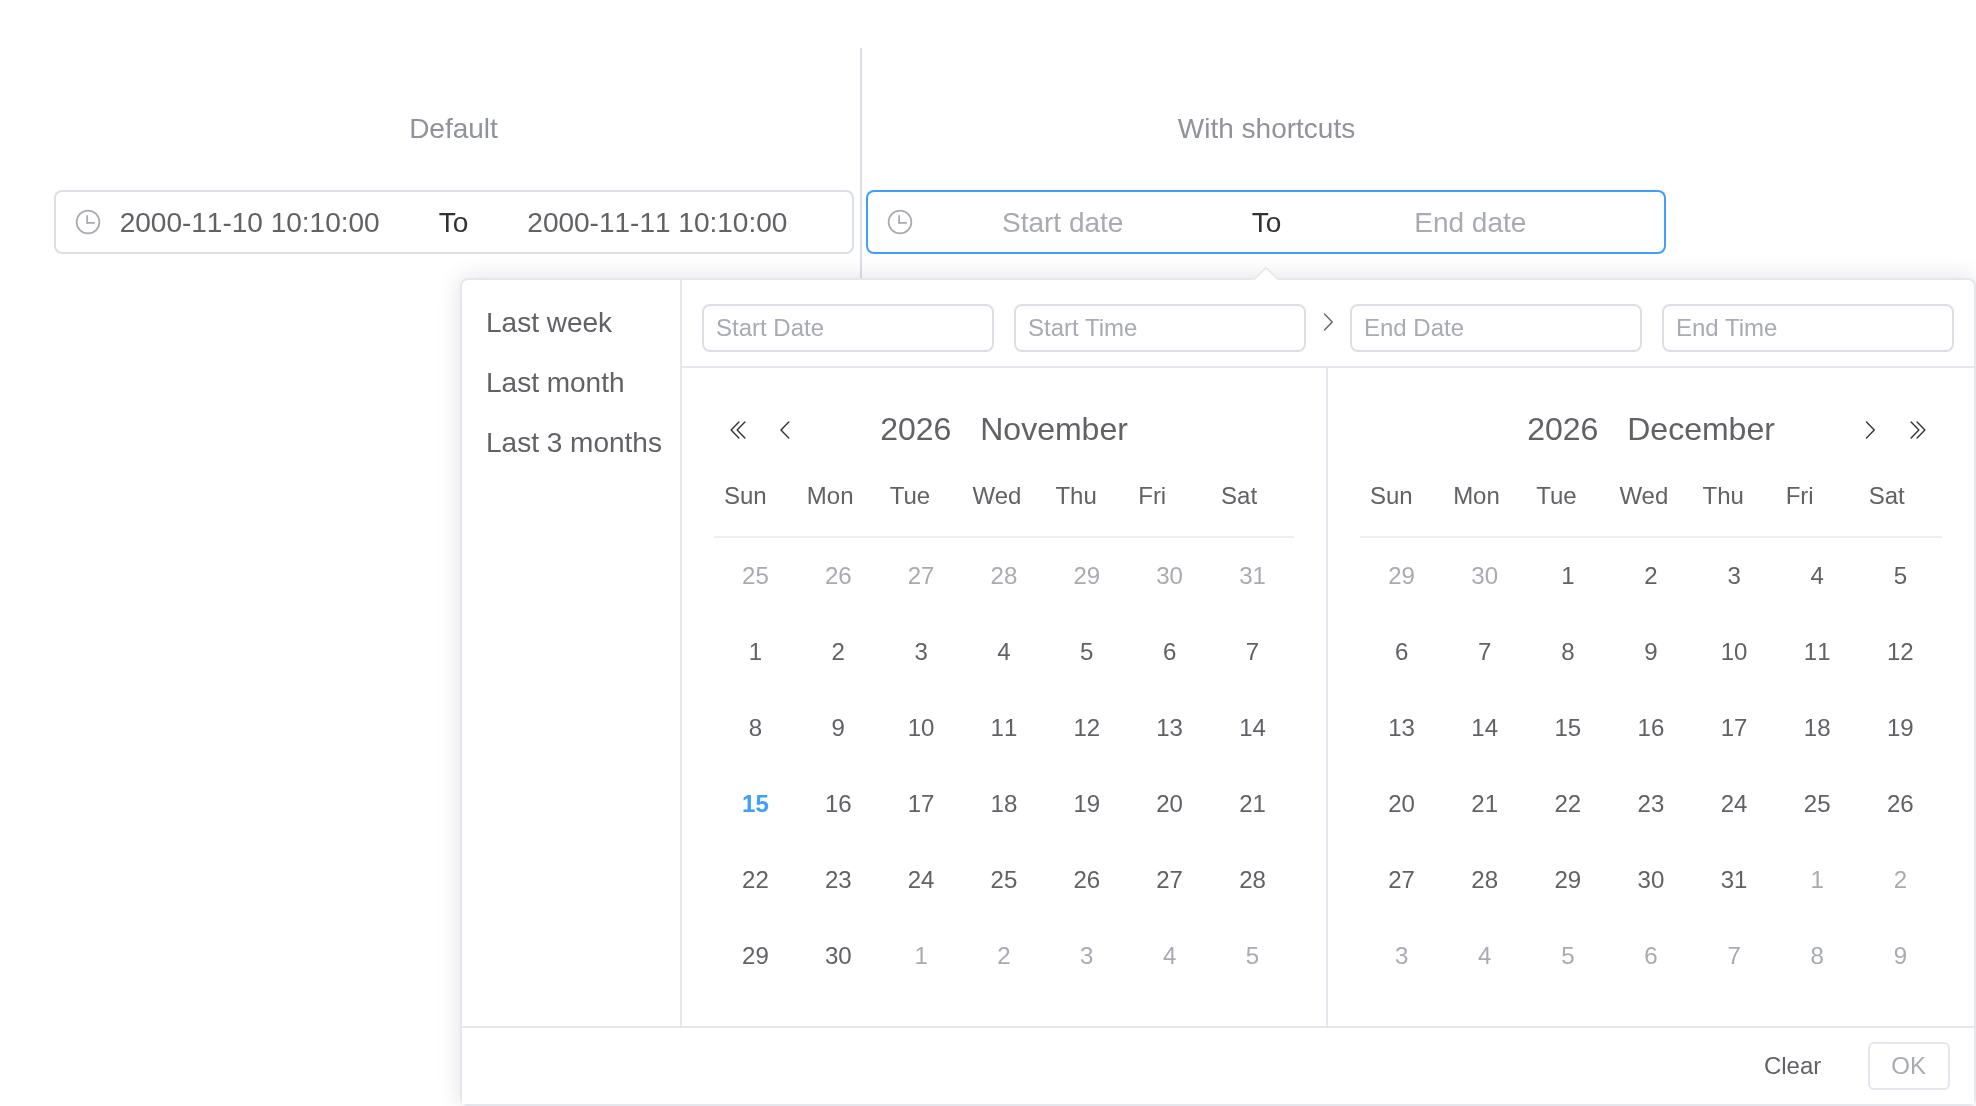 Default
With shortcuts
2000-11-10 10:10:00 To 2000-11-11 10:10:00
Start date To End date
Last week
Last month
Last 3 months
Start Date Start Time End Date End Time
2026 November
Sun Mon Tue Wed Thu Fri Sat
25 26 27 28 29 30 31
1 2 3 4 5 6 7
8 9 10 11 12 13 14
15 16 17 18 19 20 21
22 23 24 25 26 27 28
29 30 1 2 3 4 5
2026 December
Sun Mon Tue Wed Thu Fri Sat
29 30 1 2 3 4 5
6 7 8 9 10 11 12
13 14 15 16 17 18 19
20 21 22 23 24 25 26
27 28 29 30 31 1 2
3 4 5 6 7 8 9
Clear OK